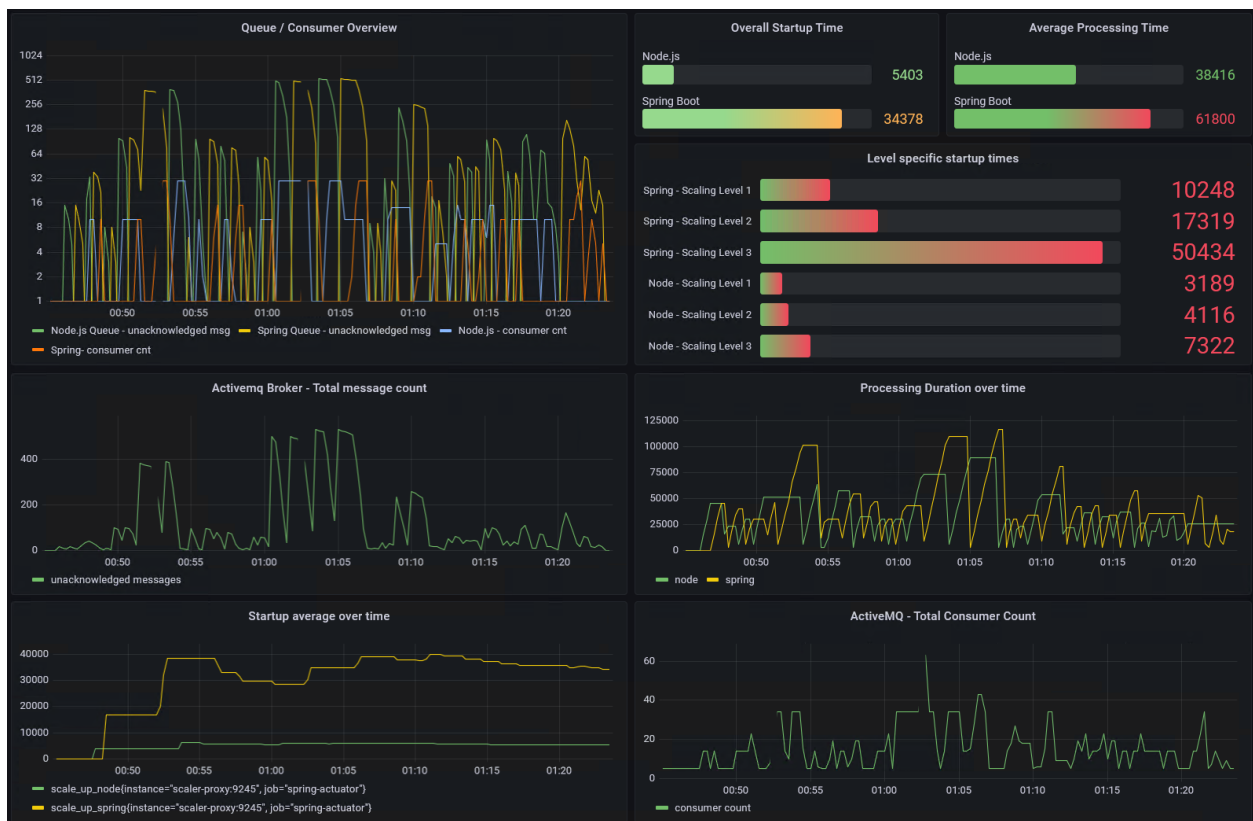 Queue / Consumer Overview
1024
512
256
128
64
32
16
8
4
2
1
00:50 00:55 01:00 01:05 01:10 01:15 01:20
Node.js Queue - unacknowledged msg Spring Queue - unacknowledged msg Node.js - consumer cnt
Spring- consumer cnt
Overall Startup Time
Node.js
5403
Spring Boot
34378
Average Processing Time
Node.js
38416
Spring Boot
61800
Level specific startup times
Spring - Scaling Level 1 10248
Spring - Scaling Level 2 17319
Spring - Scaling Level 3 50434
Node - Scaling Level 1 3189
Node - Scaling Level 2 4116
Node - Scaling Level 3 7322
Activemq Broker - Total message count
400
200
0
00:50 00:55 01:00 01:05 01:10 01:15 01:20
unacknowledged messages
Processing Duration over time
125000
100000
75000
50000
25000
0
00:50 00:55 01:00 01:05 01:10 01:15 01:20
node spring
Startup average over time
40000
30000
20000
10000
0
00:50 00:55 01:00 01:05 01:10 01:15 01:20
scale_up_node{instance="scaler-proxy:9245", job="spring-actuator"}
scale_up_spring{instance="scaler-proxy:9245", job="spring-actuator"}
ActiveMQ - Total Consumer Count
60
40
20
0
00:50 00:55 01:00 01:05 01:10 01:15 01:20
consumer count